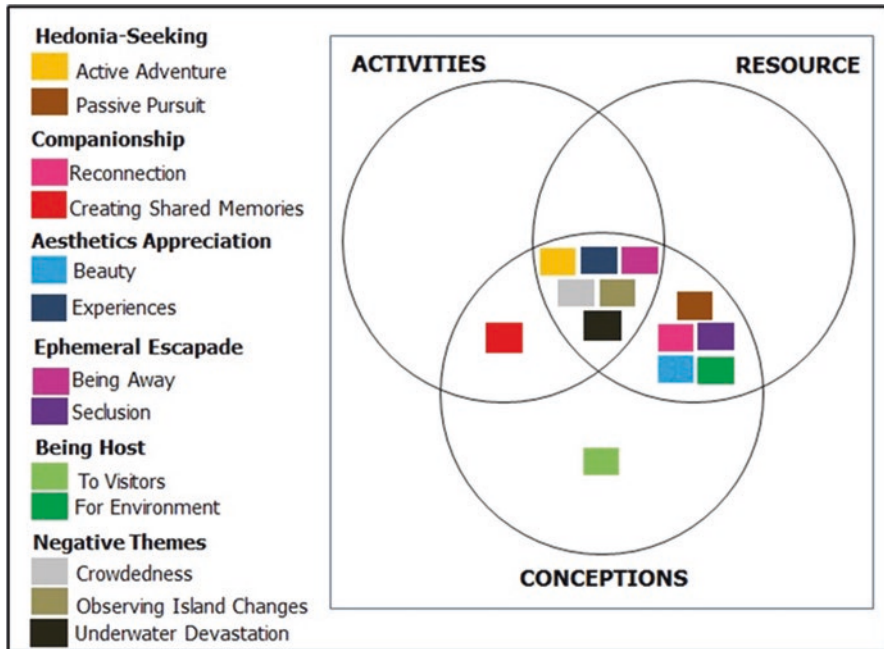 Hedonia-Seeking
Active Adventure
Passive Pursuit
Companionship
Reconnection
Creating Shared Memories
Aesthetics Appreciation
Beauty
Experiences
Ephemeral Escapade
Being Away
Seclusion
Being Host
To Visitors
For Environment
Negative Themes
Crowdedness
Observing Island Changes
Underwater Devastation
ACTIVITIES
RESOURCE
CONCEPTIONS